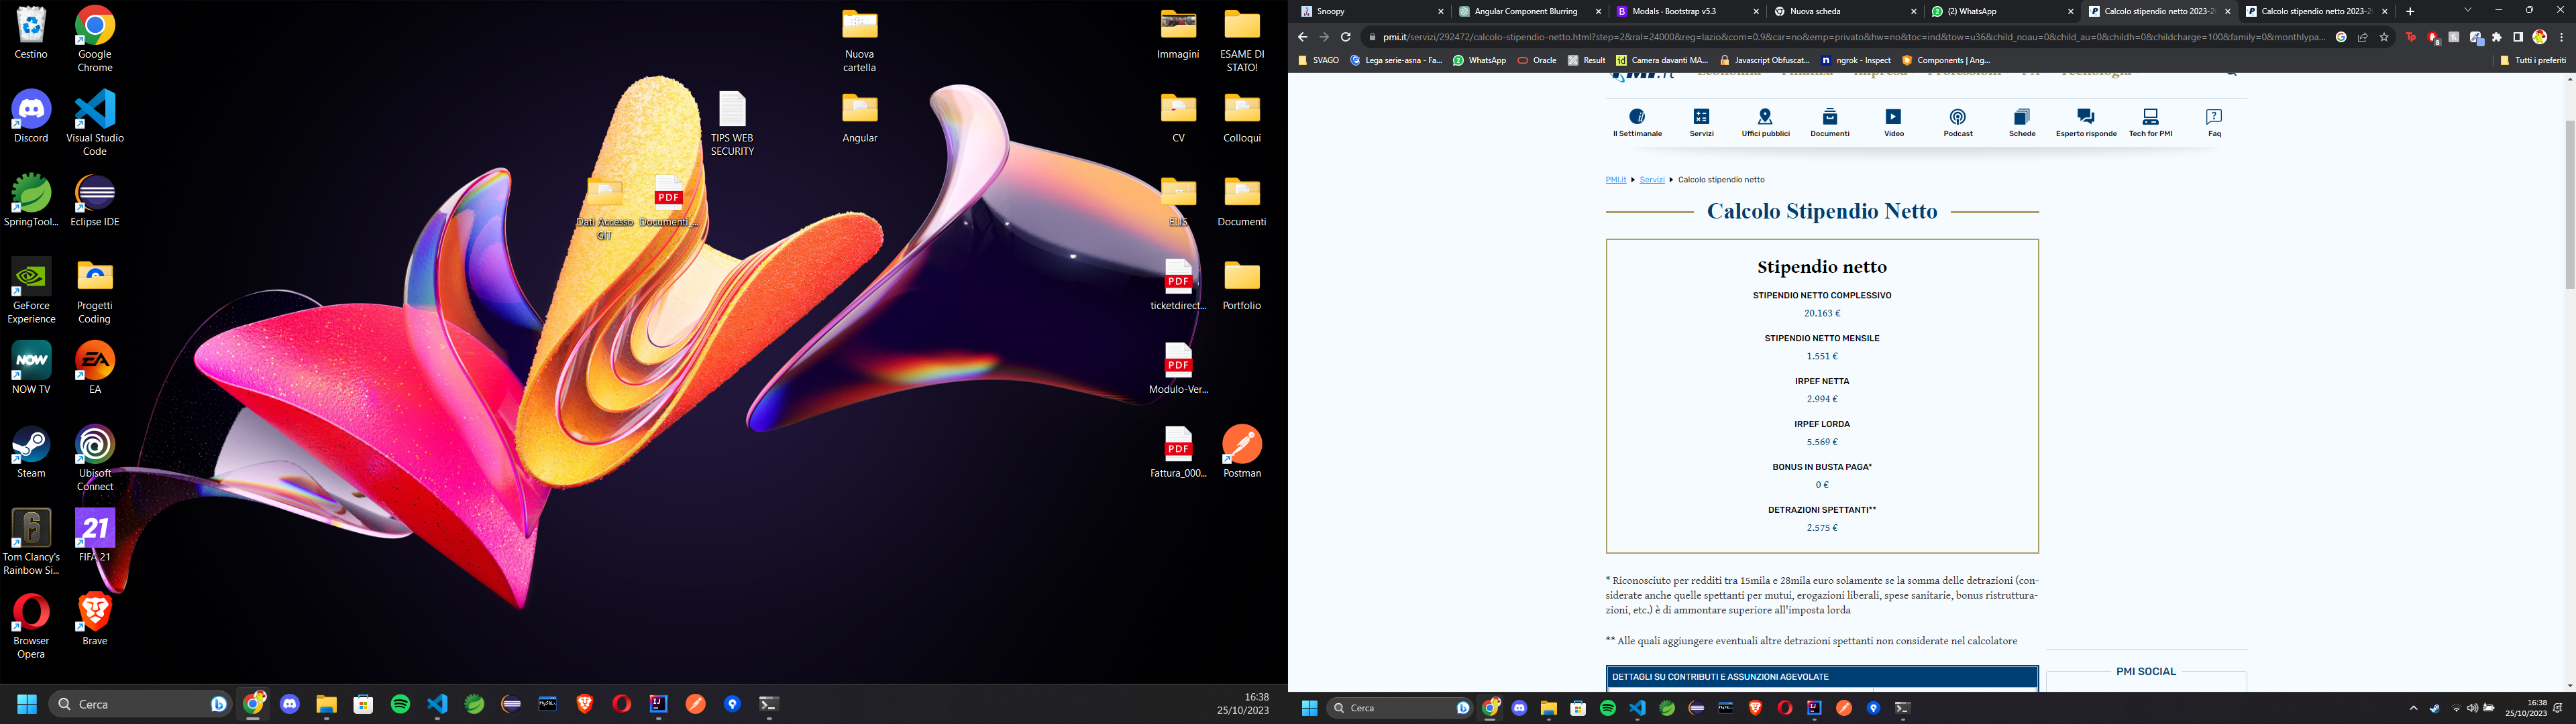 Cestino
Google Chrome
Discord
Visual Studio Code
SpringTool...
Eclipse IDE
GeForce Experience
Progetti Coding
NOW TV
EA
Steam
Ubisoft Connect
Tom Clancy's Rainbow Si...
FIFA 21
Browser Opera
Brave
TIPS WEB SECURITY
Dati Accesso GIT
Documenti_...
Nuova cartella
Angular
Immagini
ESAME DI STATO!
CV
Colloqui
ELIS
Documenti
ticketdirect...
Portfolio
Modulo-Ver...
Fattura_000...
Postman
Cerca
16:38
25/10/2023
Snoopy
Angular Component Blurring
Modals · Bootstrap v5.3
Nuova scheda
(2) WhatsApp
Calcolo stipendio netto 2023-2
Calcolo stipendio netto 2023-2
pmi.it/servizi/292472/calcolo-stipendio-netto.html?step=2&ral=24000&reg=lazio&com=0.9&car=no&emp=privato&hw=no&toc=ind&tow=u36&child_noau=0&child_au=0&childh=0&childcharge=100&family=0&monthlypa...
SVAGO
Lega serie-asna - Fa...
WhatsApp
Oracle
Result
Camera davanti MA...
Javascript Obfuscat...
ngrok - Inspect
Components | Ang...
Tutti i preferiti
Il Settimanale
Servizi
Uffici pubblici
Documenti
Video
Podcast
Schede
Esperto risponde
Tech for PMI
Faq
PMI.it
Servizi
Calcolo stipendio netto
Calcolo Stipendio Netto
Stipendio netto
STIPENDIO NETTO COMPLESSIVO
20.163 €
STIPENDIO NETTO MENSILE
1.551 €
IRPEF NETTA
2.994 €
IRPEF LORDA
5.569 €
BONUS IN BUSTA PAGA*
0 €
DETRAZIONI SPETTANTI**
2.575 €
* Riconosciuto per redditi tra 15mila e 28mila euro solamente se la somma delle detrazioni (con-
siderate anche quelle spettanti per mutui, erogazioni liberali, spese sanitarie, bonus ristruttura-
zioni, etc.) è di ammontare superiore all'imposta lorda
** Alle quali aggiungere eventuali altre detrazioni spettanti non considerate nel calcolatore
DETTAGLI SU CONTRIBUTI E ASSUNZIONI AGEVOLATE
PMI SOCIAL
Cerca
16:38
25/10/2023